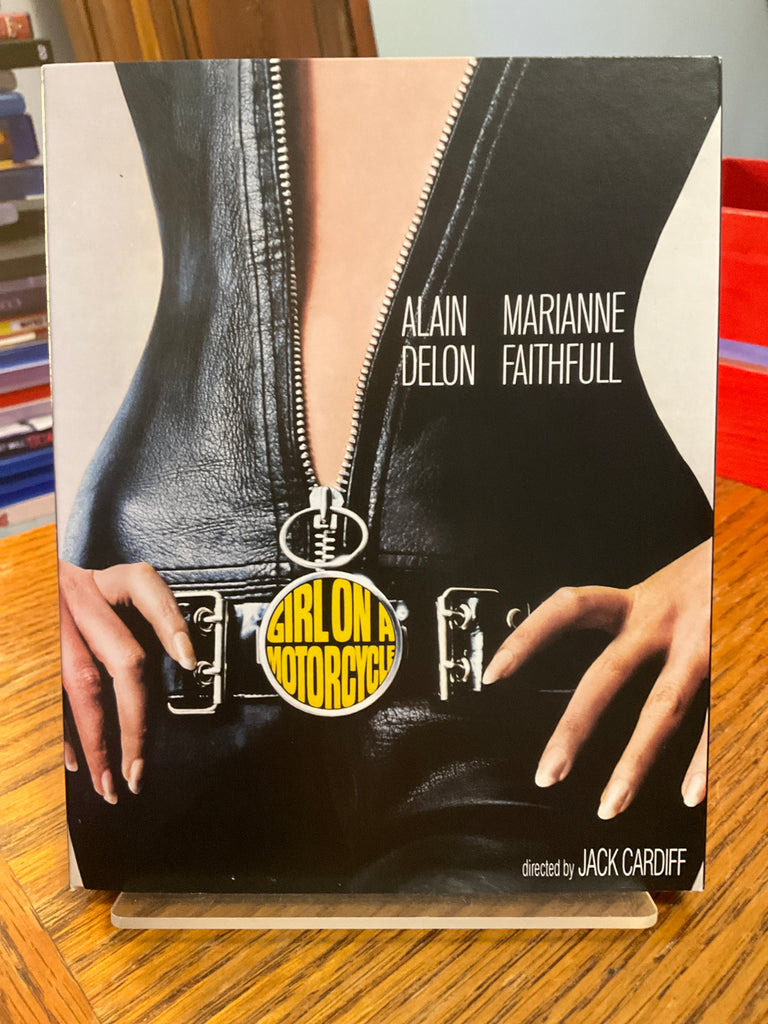 ALAIN MARIANNE
DELON FAITHFULL
GIRL ON A
MOTORCYCLE
directed by JACK CARDIFF